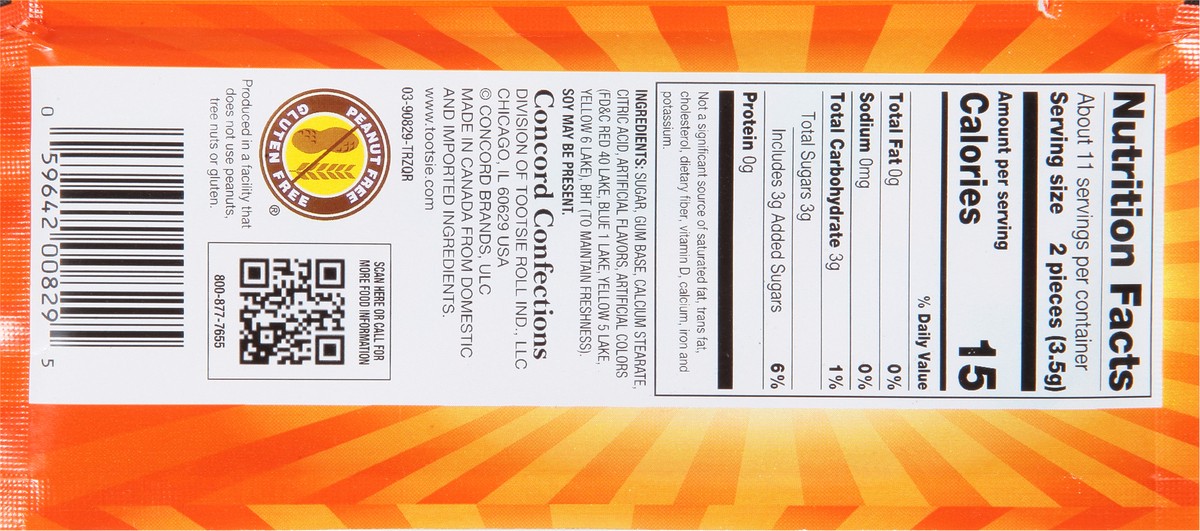 Nutrition Facts
About 11 servings per container
Serving size 2 pieces (3.5g)
Amount per serving
Calories 15
% Daily Value
Total Fat 0g 0%
Sodium 0mg 0%
Total Carbohydrate 3g 1%
Total Sugars 3g
Includes 3g Added Sugars 6%
Protein 0g
Not a significant source of saturated fat, trans fat,
cholesterol, dietary fiber, vitamin D, calcium, iron and
potassium.
INGREDIENTS: SUGAR, GUM BASE, CALCIUM STEARATE,
CITRIC ACID, ARTIFICIAL FLAVORS, ARTIFICIAL COLORS
(FD&C RED 40 LAKE, BLUE 1 LAKE, YELLOW 5 LAKE,
YELLOW 6 LAKE), BHT (TO MAINTAIN FRESHNESS).
SOY MAY BE PRESENT.
Concord Confections
DIVISION OF TOOTSIE ROLL IND., LLC
CHICAGO, IL 60629 USA
© CONCORD BRANDS, ULC
MADE IN CANADA FROM DOMESTIC
AND IMPORTED INGREDIENTS.
www.tootsie.com
03-90829-TRZQR
PEANUT FREE
GLUTEN FREE
®
Produced in a facility that
does not use peanuts,
tree nuts or gluten.
SCAN HERE OR CALL FOR
MORE FOOD INFORMATION
800-877-7655
0 59642 00829 5